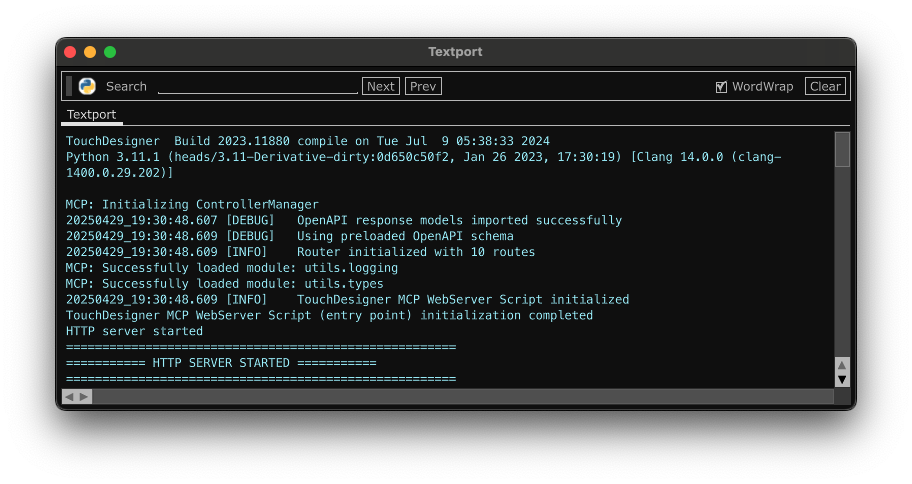 Textport
Search
Next
Prev
WordWrap
Clear
Textport
TouchDesigner  Build 2023.11880 compile on Tue Jul  9 05:38:33 2024
Python 3.11.1 (heads/3.11-Derivative-dirty:0d650c50f2, Jan 26 2023, 17:30:19) [Clang 14.0.0 (clang-
1400.0.29.202)]
MCP: Initializing ControllerManager
20250429_19:30:48.607 [DEBUG]   OpenAPI response models imported successfully
20250429_19:30:48.609 [DEBUG]   Using preloaded OpenAPI schema
20250429_19:30:48.609 [INFO]    Router initialized with 10 routes
MCP: Successfully loaded module: utils.logging
MCP: Successfully loaded module: utils.types
20250429_19:30:48.609 [INFO]    TouchDesigner MCP WebServer Script initialized
TouchDesigner MCP WebServer Script (entry point) initialization completed
HTTP server started
======================================================
=========== HTTP SERVER STARTED ===========
======================================================